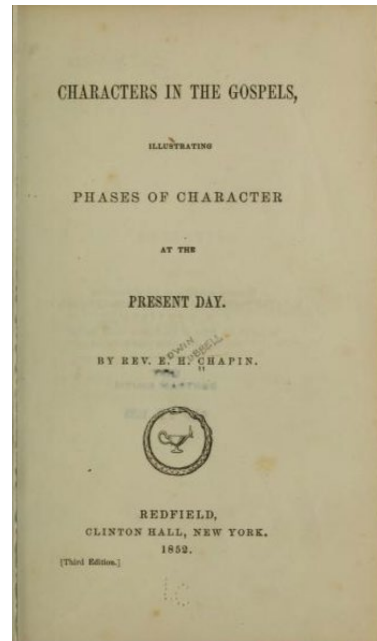 CHARACTERS IN THE GOSPELS,
ILLUSTRATING
PHASES OF CHARACTER
AT THE
PRESENT DAY.
EDWIN
BY REV. E. H. CHAPIN.
REDFIELD,
CLINTON HALL, NEW YORK.
1852.
[Third Edition.]